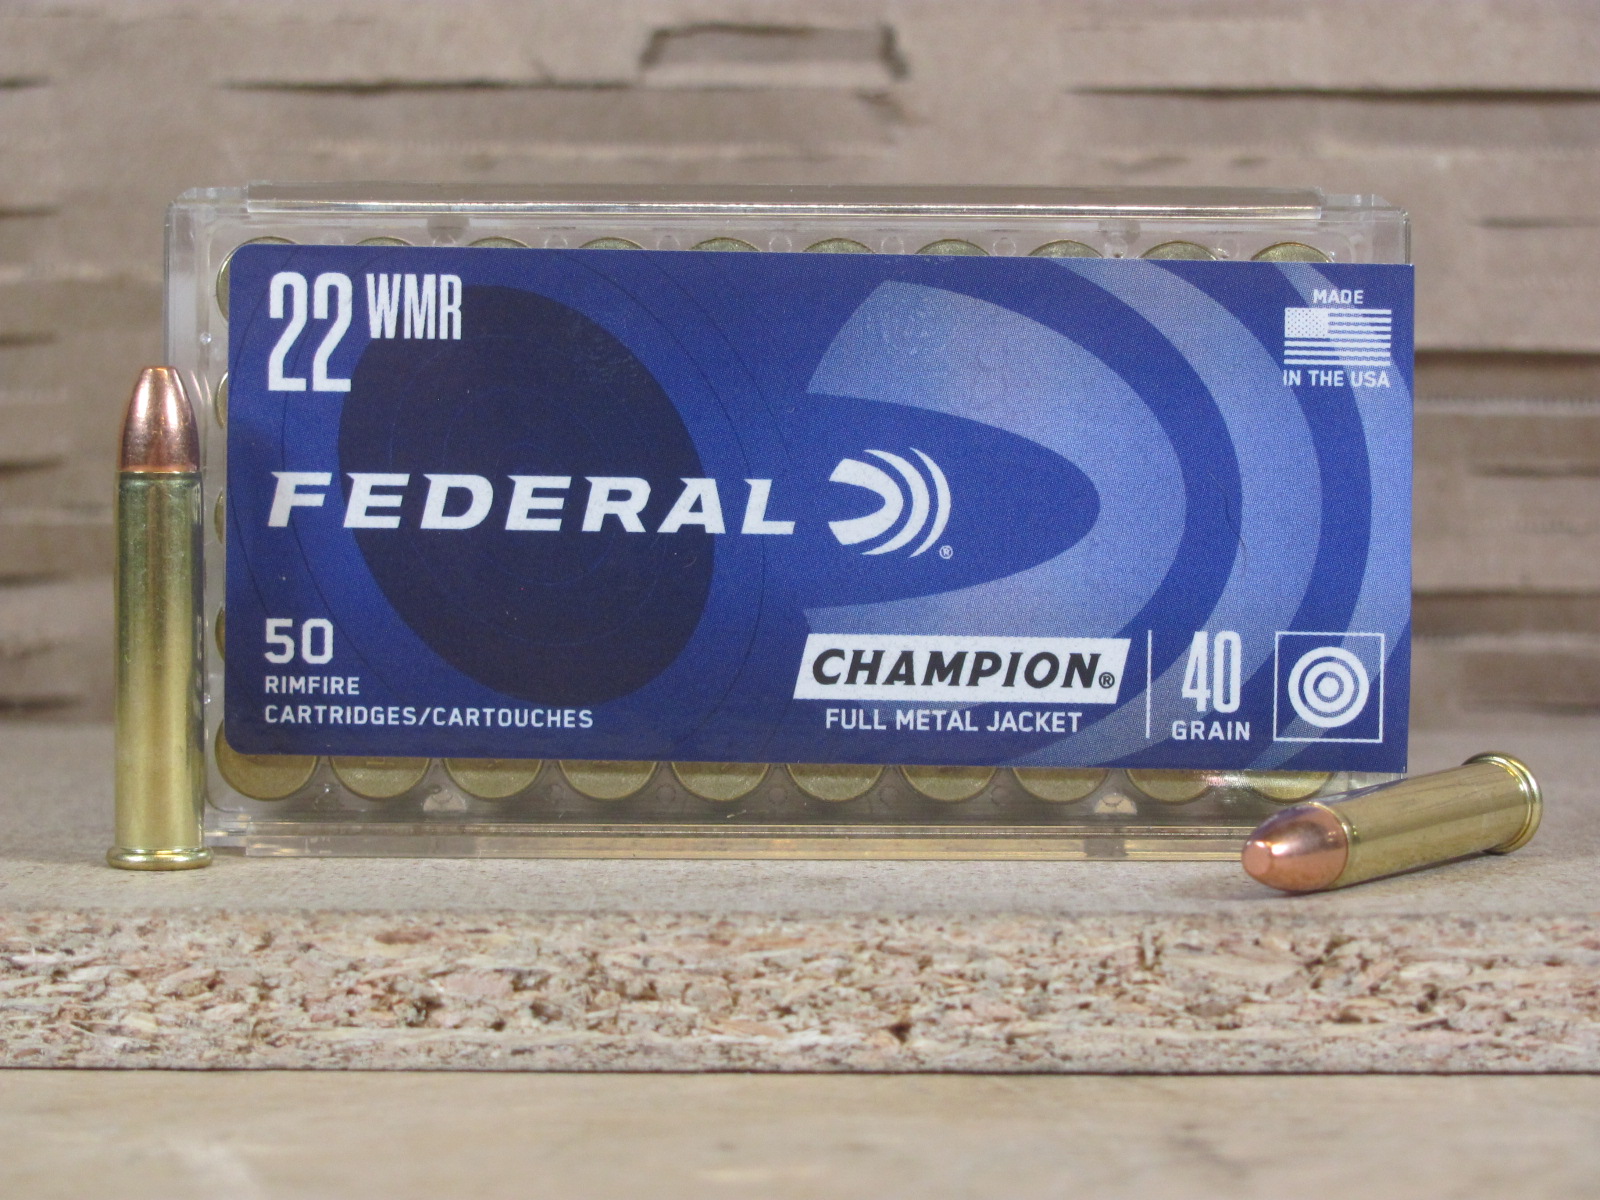 22 WMR
MADE
IN THE USA
FEDERAL ®
50
RIMFIRE
CARTRIDGES/CARTOUCHES
CHAMPION®
FULL METAL JACKET
40
GRAIN